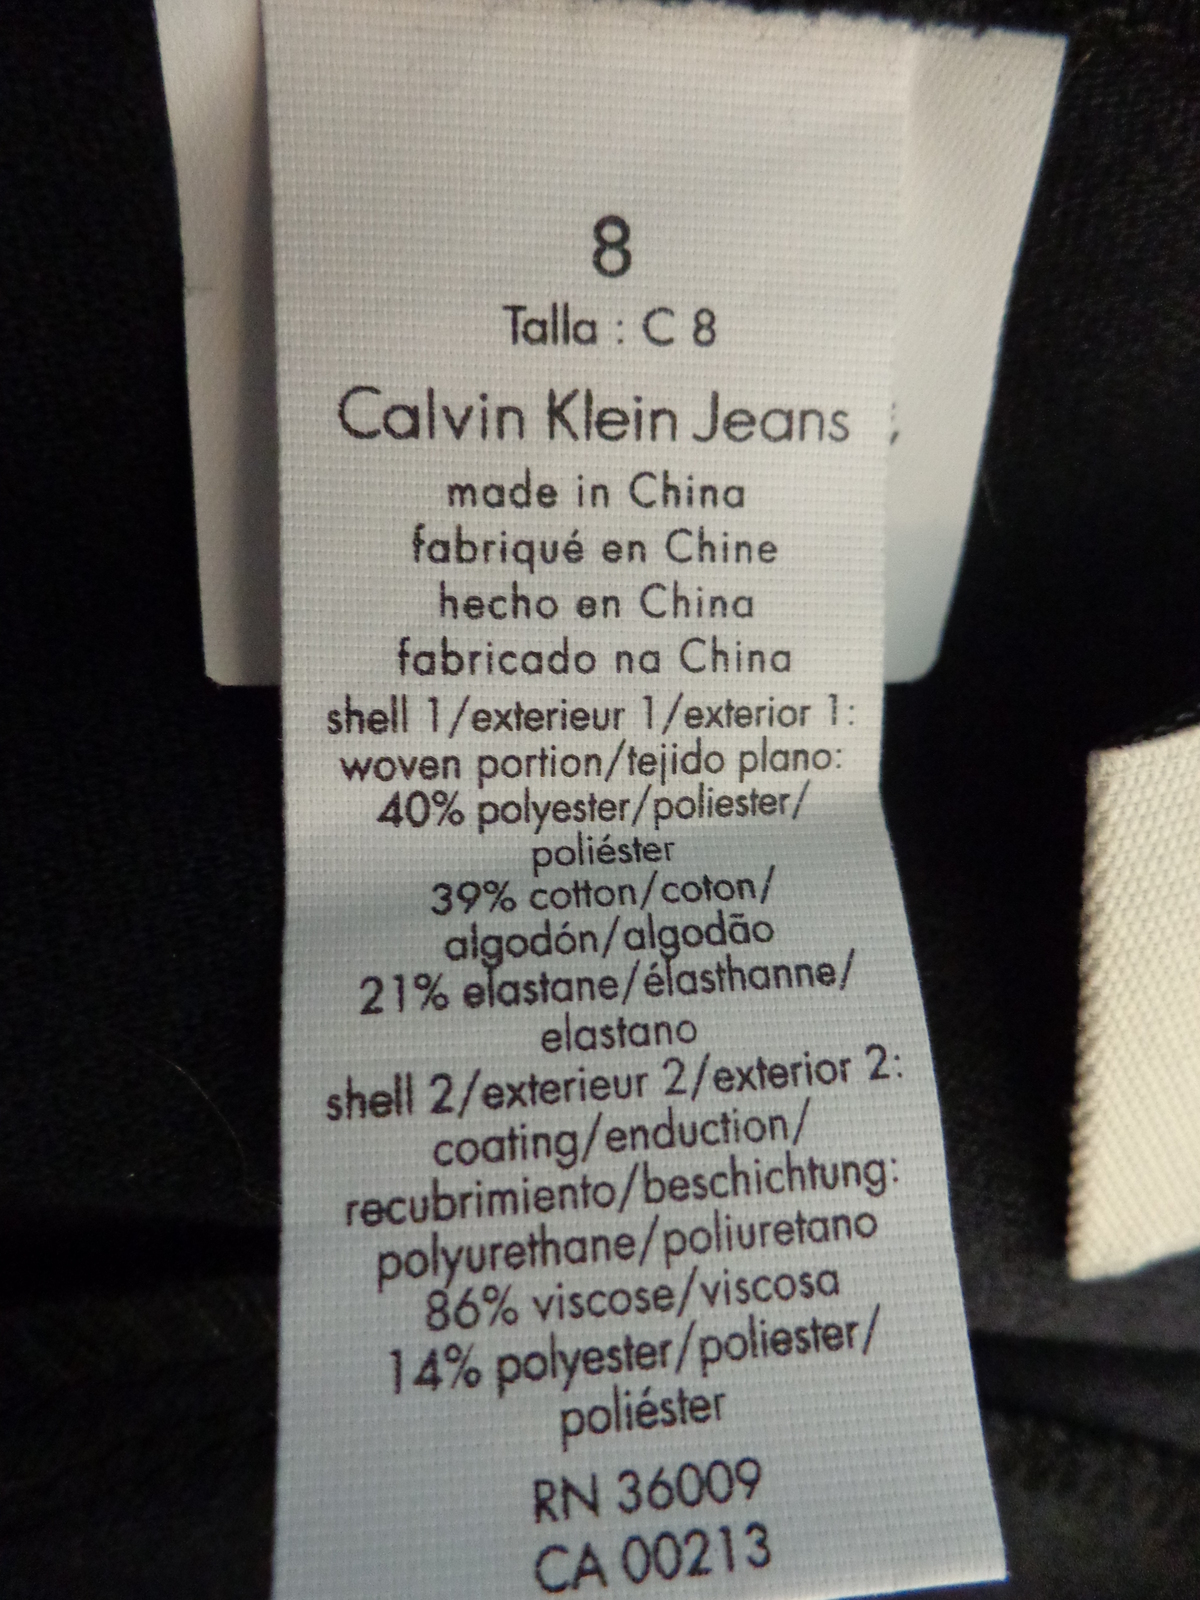 8
Talla : C 8
Calvin Klein Jeans
made in China
fabriqué en Chine
hecho en China
fabricado na China
shell 1/exterieur 1/exterior 1:
woven portion/tejido plano:
40% polyester/poliester/
poliéster
39% cotton/coton/
algodón/algodão
21% elastane/élasthanne/
elastano
shell 2/exterieur 2/exterior 2:
coating/enduction/
recubrimiento/beschichtung:
polyurethane/poliuretano
86% viscose/viscosa
14% polyester/poliester/
poliéster
RN 36009
CA 00213